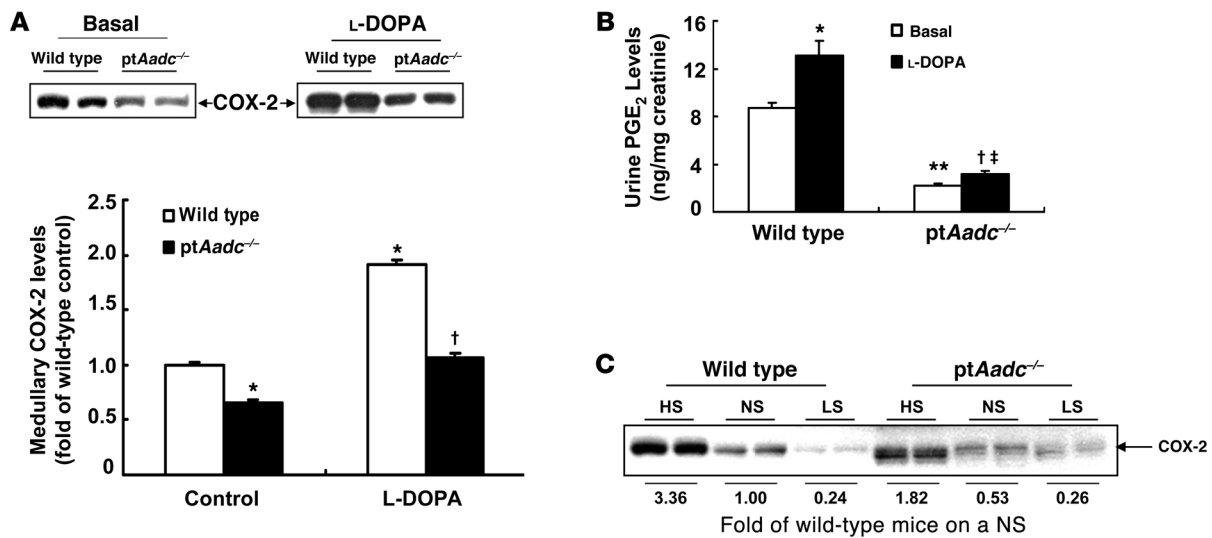 A
Basal
L-DOPA
Wild type ptAadc–/–
Wild type ptAadc–/–
COX-2
Medullary COX-2 levels
(fold of wild-type control)
2.5
2.0
1.5
1.0
0.5
0
Wild type
ptAadc–/–
*
*
*
†
Control
L-DOPA
B
Urine PGE2 Levels
(ng/mg creatinie)
16
12
8
4
0
Basal
L-DOPA
*
**
† ‡
Wild type
ptAadc–/–
C
Wild type
ptAadc–/–
HS NS LS HS NS LS
COX-2
3.36 1.00 0.24 1.82 0.53 0.26
Fold of wild-type mice on a NS